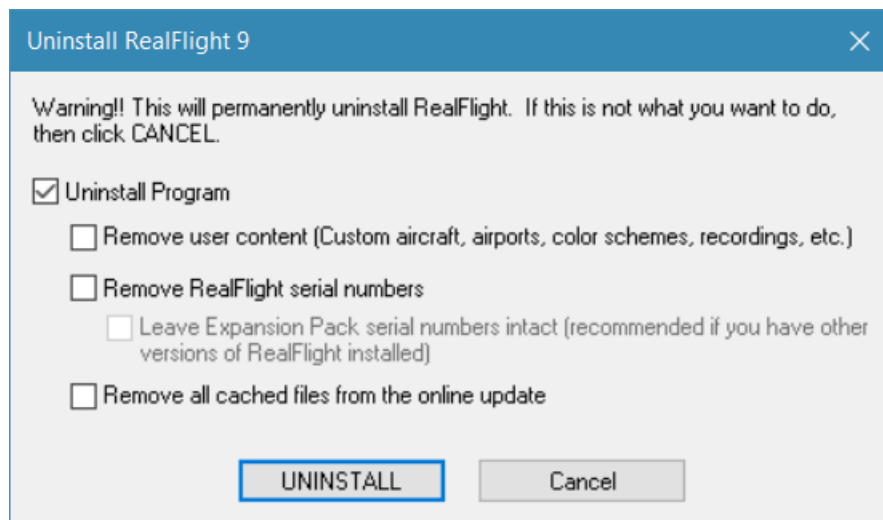 Uninstall RealFlight 9
Warning!! This will permanently uninstall RealFlight. If this is not what you want to do,
then click CANCEL.
Uninstall Program
Remove user content (Custom aircraft, airports, color schemes, recordings, etc.)
Remove RealFlight serial numbers
Leave Expansion Pack serial numbers intact (recommended if you have other
versions of RealFlight installed)
Remove all cached files from the online update
UNINSTALL
Cancel